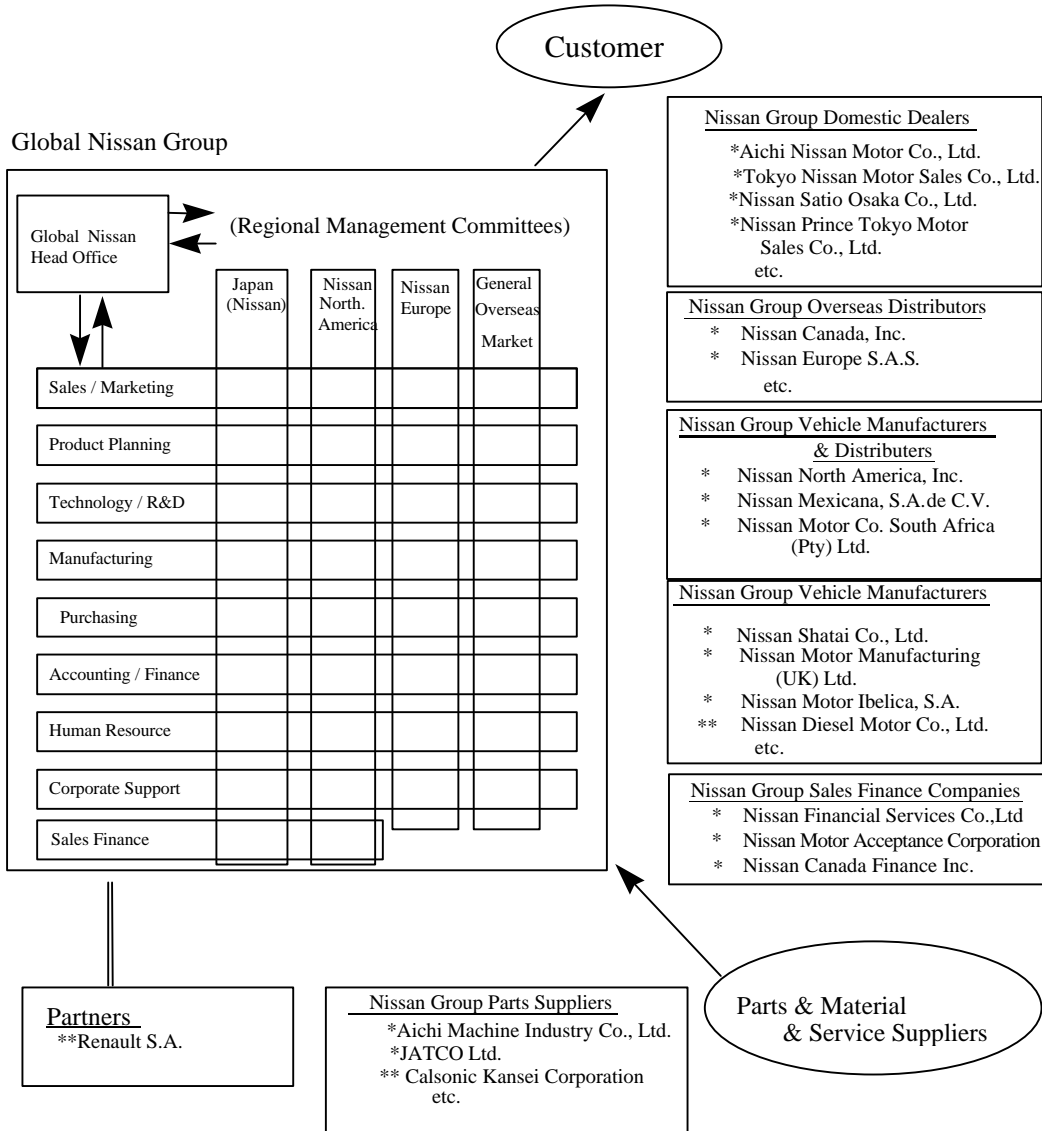 Customer
Global Nissan Group
Global Nissan
Head Office
(Regional Management Committees)
Japan
(Nissan)
Nissan
North.
America
Nissan
Europe
General
Overseas
Market
Sales / Marketing
Product Planning
Technology / R&D
Manufacturing
Purchasing
Accounting / Finance
Human Resource
Corporate Support
Sales Finance
Nissan Group Domestic Dealers
*Aichi Nissan Motor Co., Ltd.
*Tokyo Nissan Motor Sales Co., Ltd.
*Nissan Satio Osaka Co., Ltd.
*Nissan Prince Tokyo Motor
Sales Co., Ltd.
etc.
Nissan Group Overseas Distributors
* Nissan Canada, Inc.
* Nissan Europe S.A.S.
etc.
Nissan Group Vehicle Manufacturers
& Distributers
* Nissan North America, Inc.
* Nissan Mexicana, S.A.de C.V.
* Nissan Motor Co. South Africa
(Pty) Ltd.
Nissan Group Vehicle Manufacturers
* Nissan Shatai Co., Ltd.
* Nissan Motor Manufacturing
(UK) Ltd.
* Nissan Motor Ibelica, S.A.
** Nissan Diesel Motor Co., Ltd.
etc.
Nissan Group Sales Finance Companies
* Nissan Financial Services Co.,Ltd
* Nissan Motor Acceptance Corporation
* Nissan Canada Finance Inc.
Partners
**Renault S.A.
Nissan Group Parts Suppliers
*Aichi Machine Industry Co., Ltd.
*JATCO Ltd.
** Calsonic Kansei Corporation
etc.
Parts & Material
& Service Suppliers